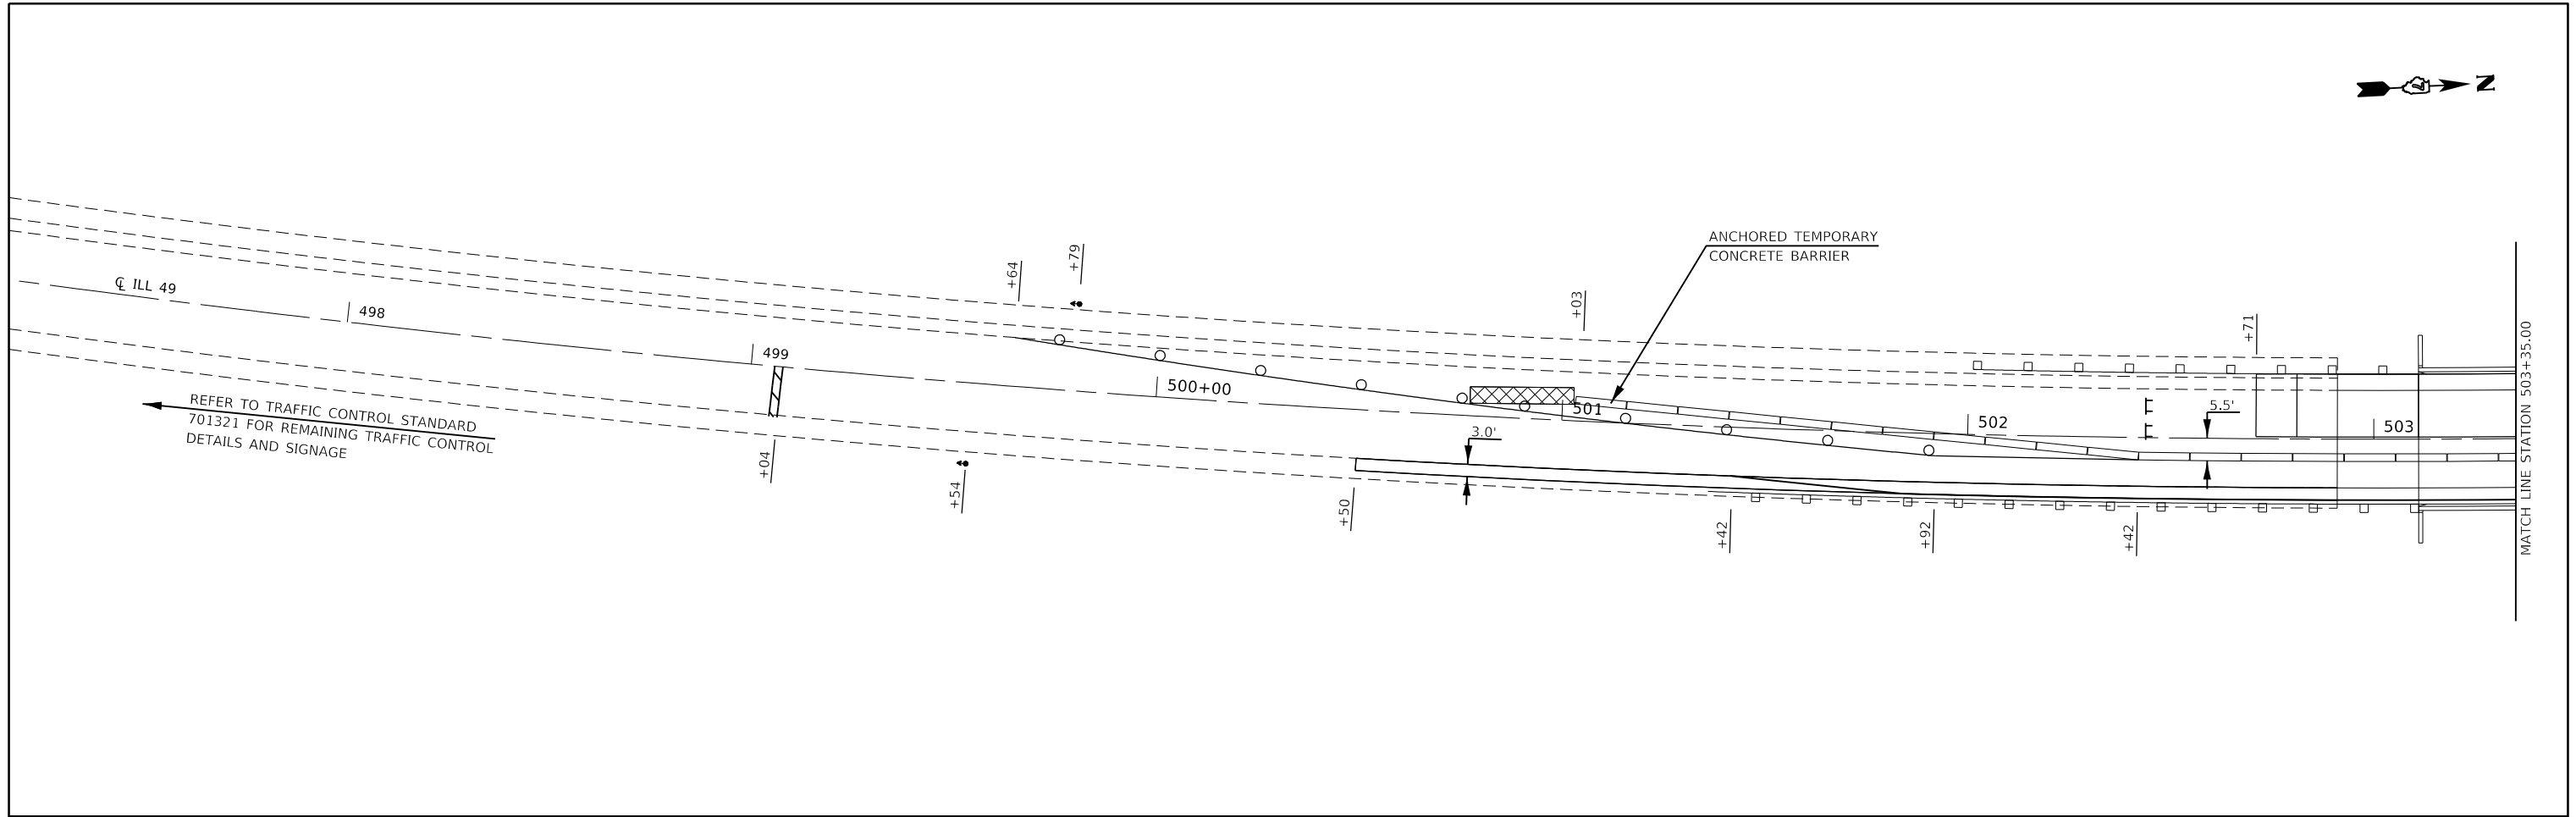 N
ANCHORED TEMPORARY
CONCRETE BARRIER
+79
+64
+03
+71
℄ ILL 49
498
499
500+00
501
502
503
5.5'
3.0'
REFER TO TRAFFIC CONTROL STANDARD
701321 FOR REMAINING TRAFFIC CONTROL
DETAILS AND SIGNAGE
+04
+54
+50
+42
+92
+42
MATCH LINE STATION 503+35.00